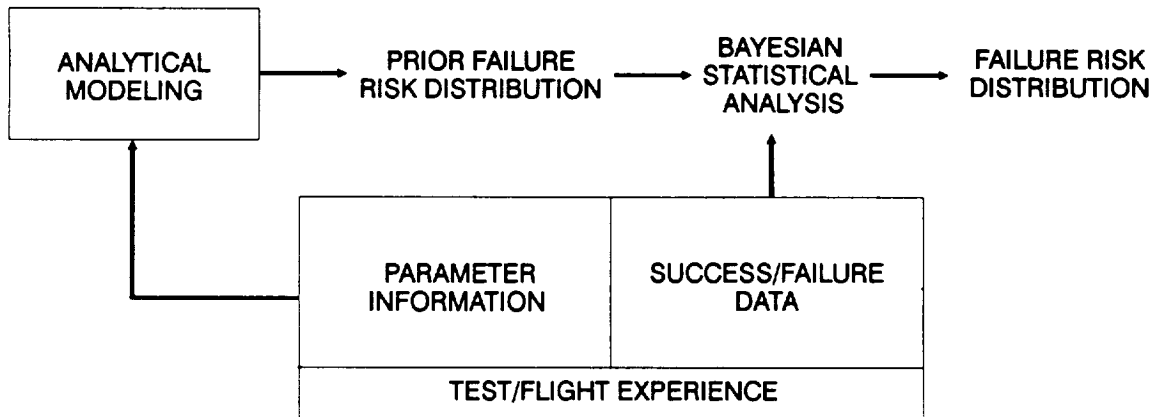 ANALYTICAL
MODELING
PRIOR FAILURE
RISK DISTRIBUTION
BAYESIAN
STATISTICAL
ANALYSIS
FAILURE RISK
DISTRIBUTION
PARAMETER
INFORMATION
SUCCESS/FAILURE
DATA
TEST/FLIGHT EXPERIENCE